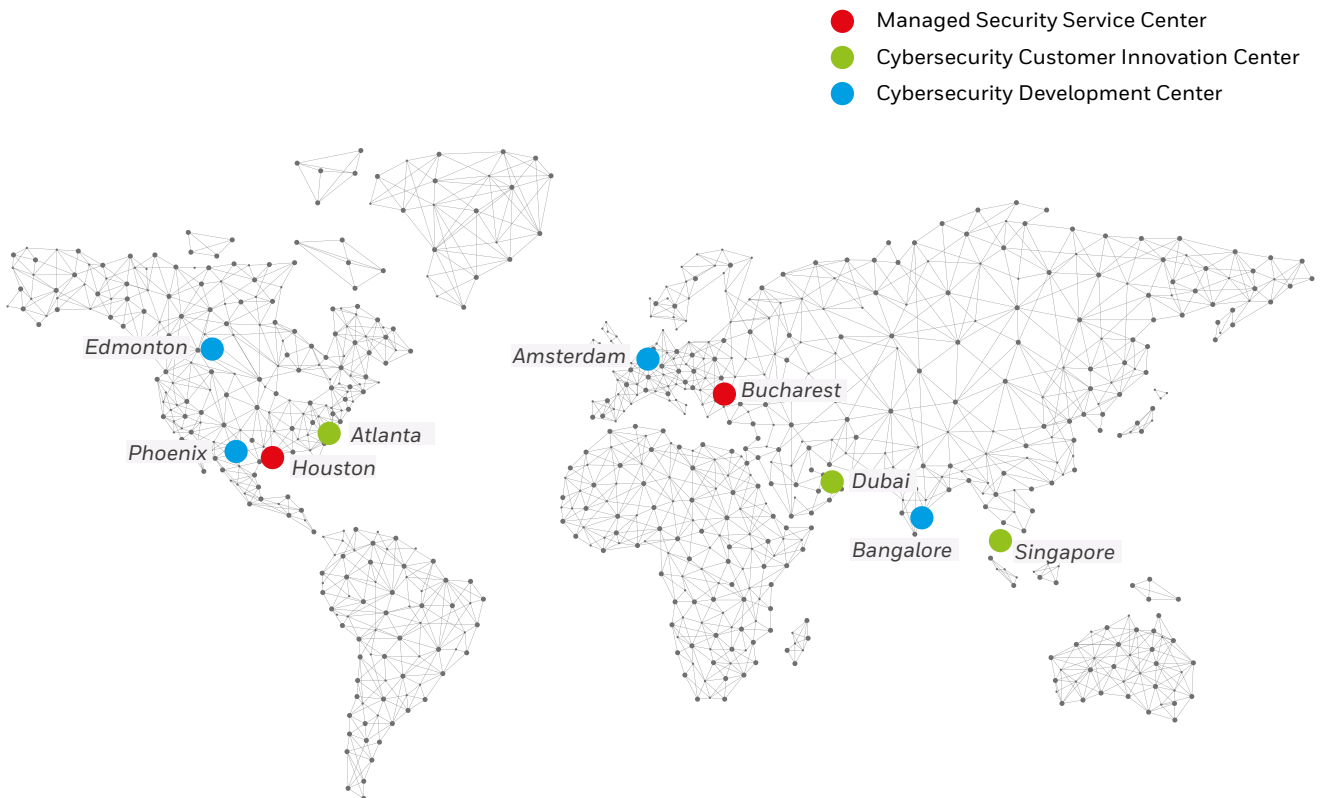 Managed Security Service Center
Cybersecurity Customer Innovation Center
Cybersecurity Development Center
Edmonton
Amsterdam
Bucharest
Atlanta
Phoenix
Houston
Dubai
Bangalore
Singapore